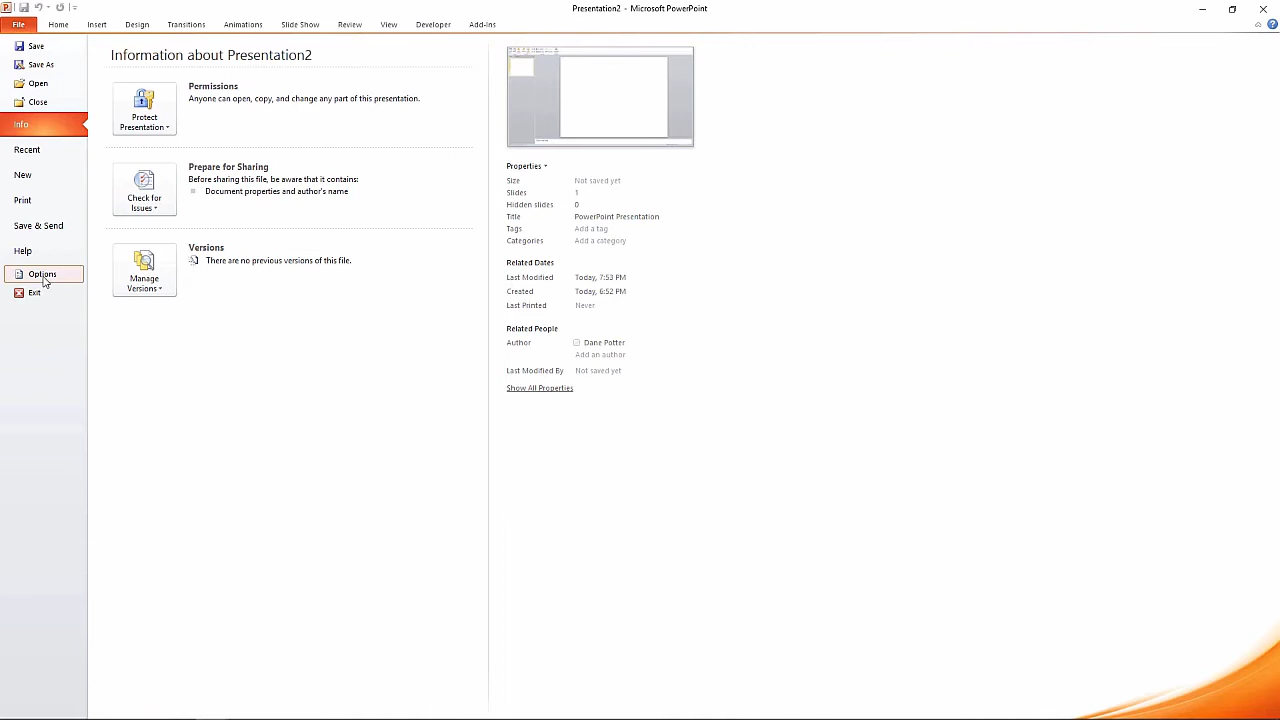 Presentation2 - Microsoft PowerPoint
File Home Insert Design Transitions Animations Slide Show Review View Developer Add-Ins
Save
Save As
Open
Close
Info
Recent
New
Print
Save & Send
Help
Options
Exit
Information about Presentation2
Protect
Presentation
Permissions
Anyone can open, copy, and change any part of this presentation.
Check for
Issues
Prepare for Sharing
Before sharing this file, be aware that it contains:
Document properties and author's name
Manage
Versions
Versions
There are no previous versions of this file.
Properties
Size Not saved yet
Slides 1
Hidden slides 0
Title PowerPoint Presentation
Tags Add a tag
Categories Add a category
Related Dates
Last Modified Today, 7:53 PM
Created Today, 6:52 PM
Last Printed Never
Related People
Author Dane Potter
Add an author
Last Modified By Not saved yet
Show All Properties